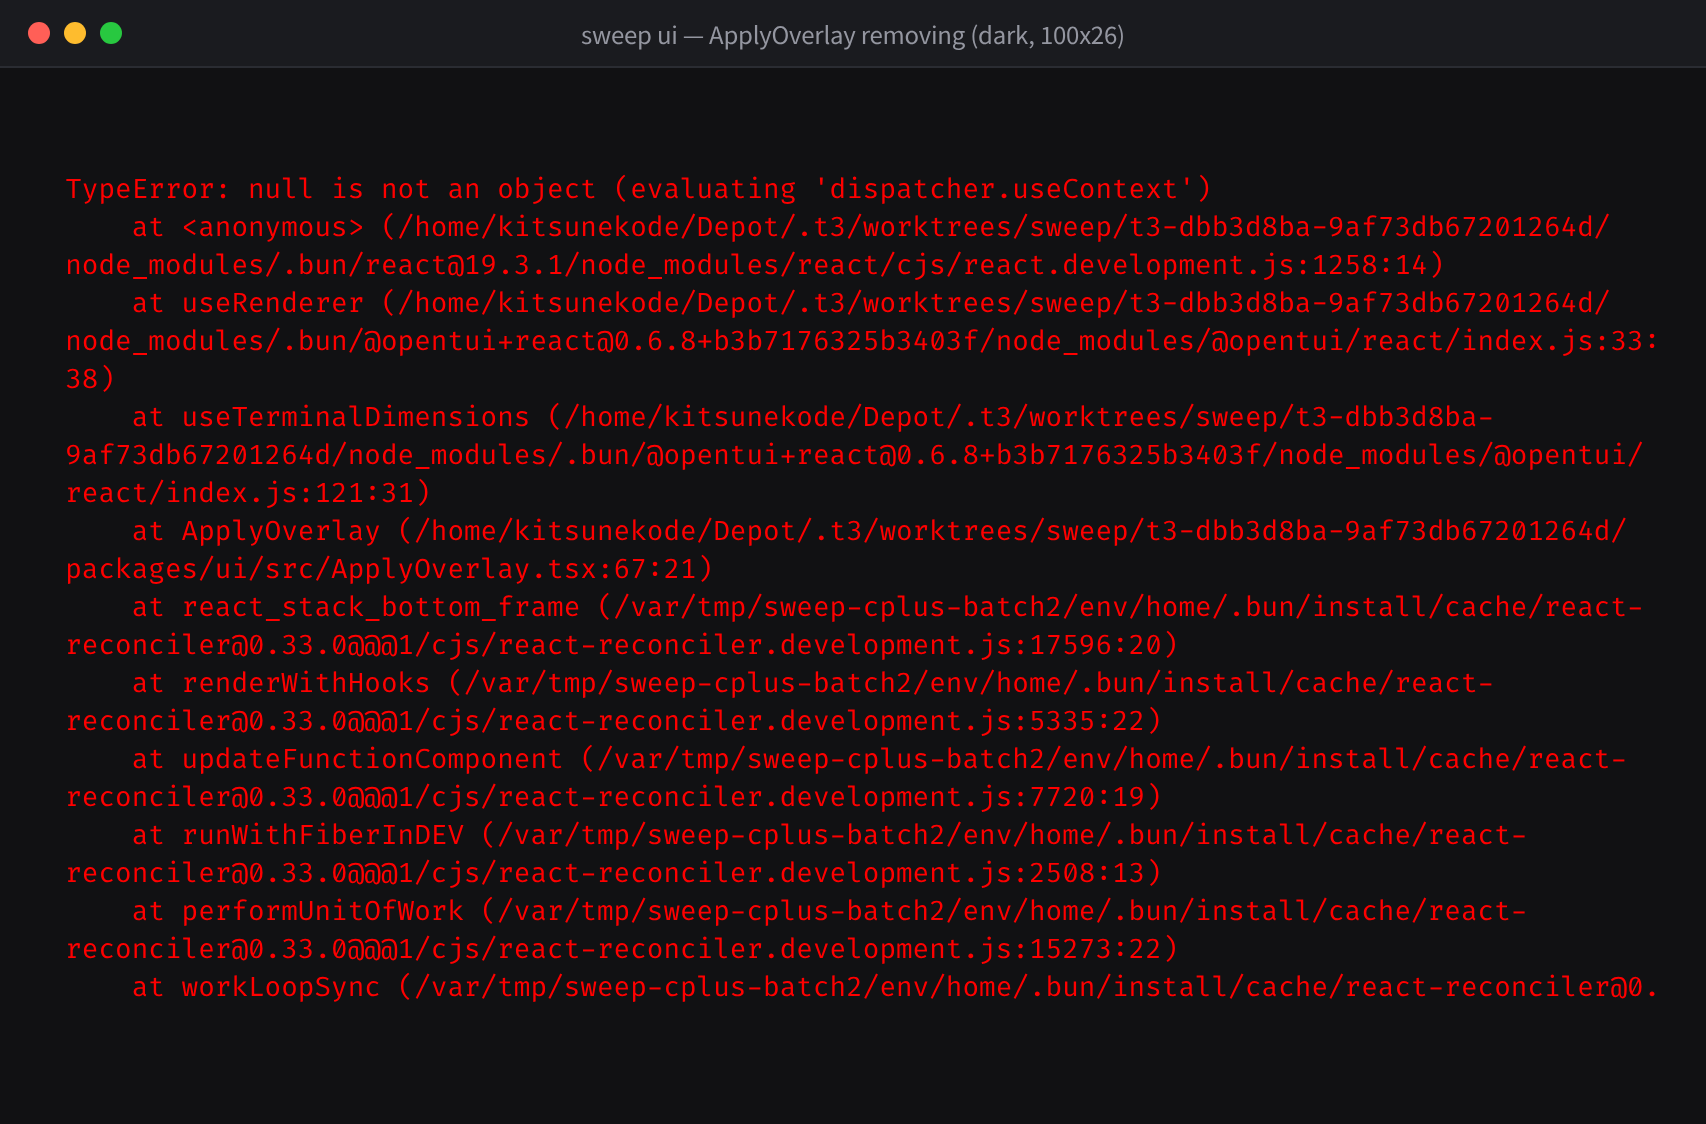 sweep ui — ApplyOverlay removing (dark, 100x26)
TypeError: null is not an object (evaluating 'dispatcher.useContext')
    at <anonymous> (/home/kitsunekode/Depot/.t3/worktrees/sweep/t3-dbb3d8ba-9af73db67201264d/
node_modules/.bun/react@19.3.1/node_modules/react/cjs/react.development.js:1258:14)
    at useRenderer (/home/kitsunekode/Depot/.t3/worktrees/sweep/t3-dbb3d8ba-9af73db67201264d/
node_modules/.bun/@opentui+react@0.6.8+b3b7176325b3403f/node_modules/@opentui/react/index.js:33:
38)
    at useTerminalDimensions (/home/kitsunekode/Depot/.t3/worktrees/sweep/t3-dbb3d8ba-
9af73db67201264d/node_modules/.bun/@opentui+react@0.6.8+b3b7176325b3403f/node_modules/@opentui/
react/index.js:121:31)
    at ApplyOverlay (/home/kitsunekode/Depot/.t3/worktrees/sweep/t3-dbb3d8ba-9af73db67201264d/
packages/ui/src/ApplyOverlay.tsx:67:21)
    at react_stack_bottom_frame (/var/tmp/sweep-cplus-batch2/env/home/.bun/install/cache/react-
reconciler@0.33.0@@@1/cjs/react-reconciler.development.js:17596:20)
    at renderWithHooks (/var/tmp/sweep-cplus-batch2/env/home/.bun/install/cache/react-
reconciler@0.33.0@@@1/cjs/react-reconciler.development.js:5335:22)
    at updateFunctionComponent (/var/tmp/sweep-cplus-batch2/env/home/.bun/install/cache/react-
reconciler@0.33.0@@@1/cjs/react-reconciler.development.js:7720:19)
    at runWithFiberInDEV (/var/tmp/sweep-cplus-batch2/env/home/.bun/install/cache/react-
reconciler@0.33.0@@@1/cjs/react-reconciler.development.js:2508:13)
    at performUnitOfWork (/var/tmp/sweep-cplus-batch2/env/home/.bun/install/cache/react-
reconciler@0.33.0@@@1/cjs/react-reconciler.development.js:15273:22)
    at workLoopSync (/var/tmp/sweep-cplus-batch2/env/home/.bun/install/cache/react-reconciler@0.